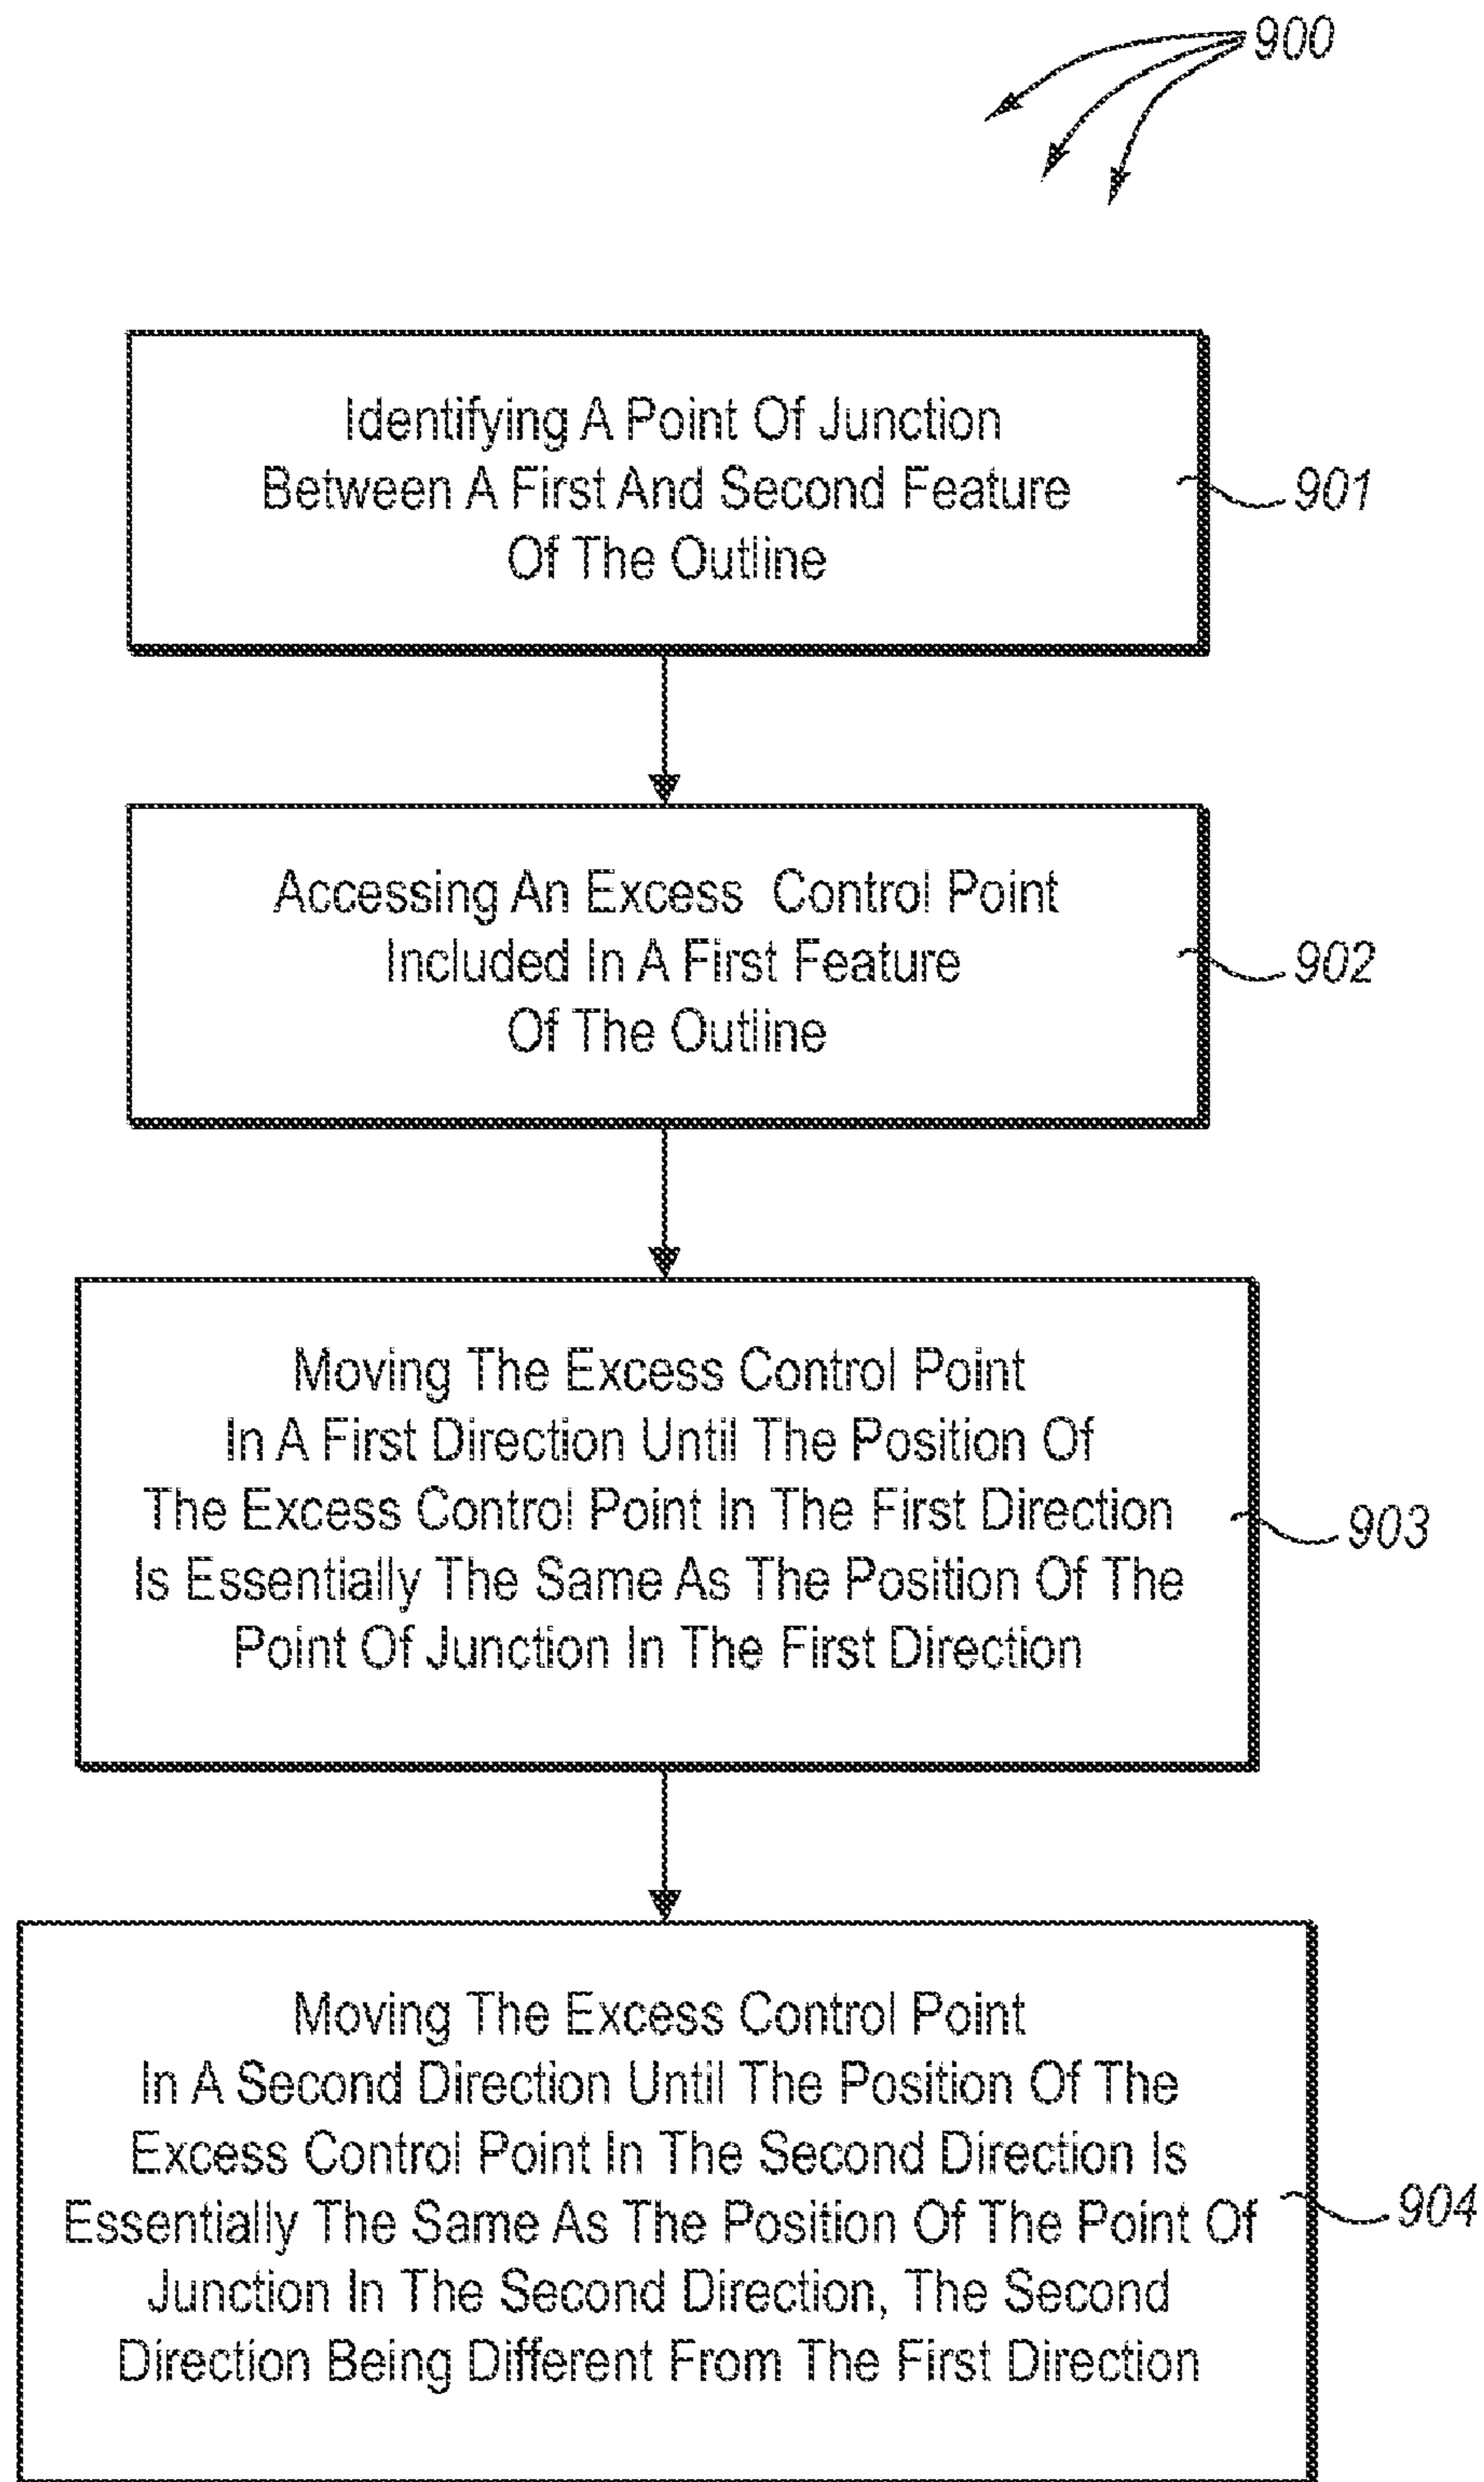 900
Identifying A Point Of Junction
Between A First And Second Feature
Of The Outline
901
Accessing An Excess Control Point
Included In A First Feature
Of The Outline
902
Moving The Excess Control Point
In A First Direction Until The Position Of
The Excess Control Point In The First Direction
Is Essentially The Same As The Position Of The
Point Of Junction In The First Direction
903
Moving The Excess Control Point
In A Second Direction Until The Position Of The
Excess Control Point In The Second Direction Is
Essentially The Same As The Position Of The Point Of
Junction In The Second Direction, The Second
Direction Being Different From The First Direction
904